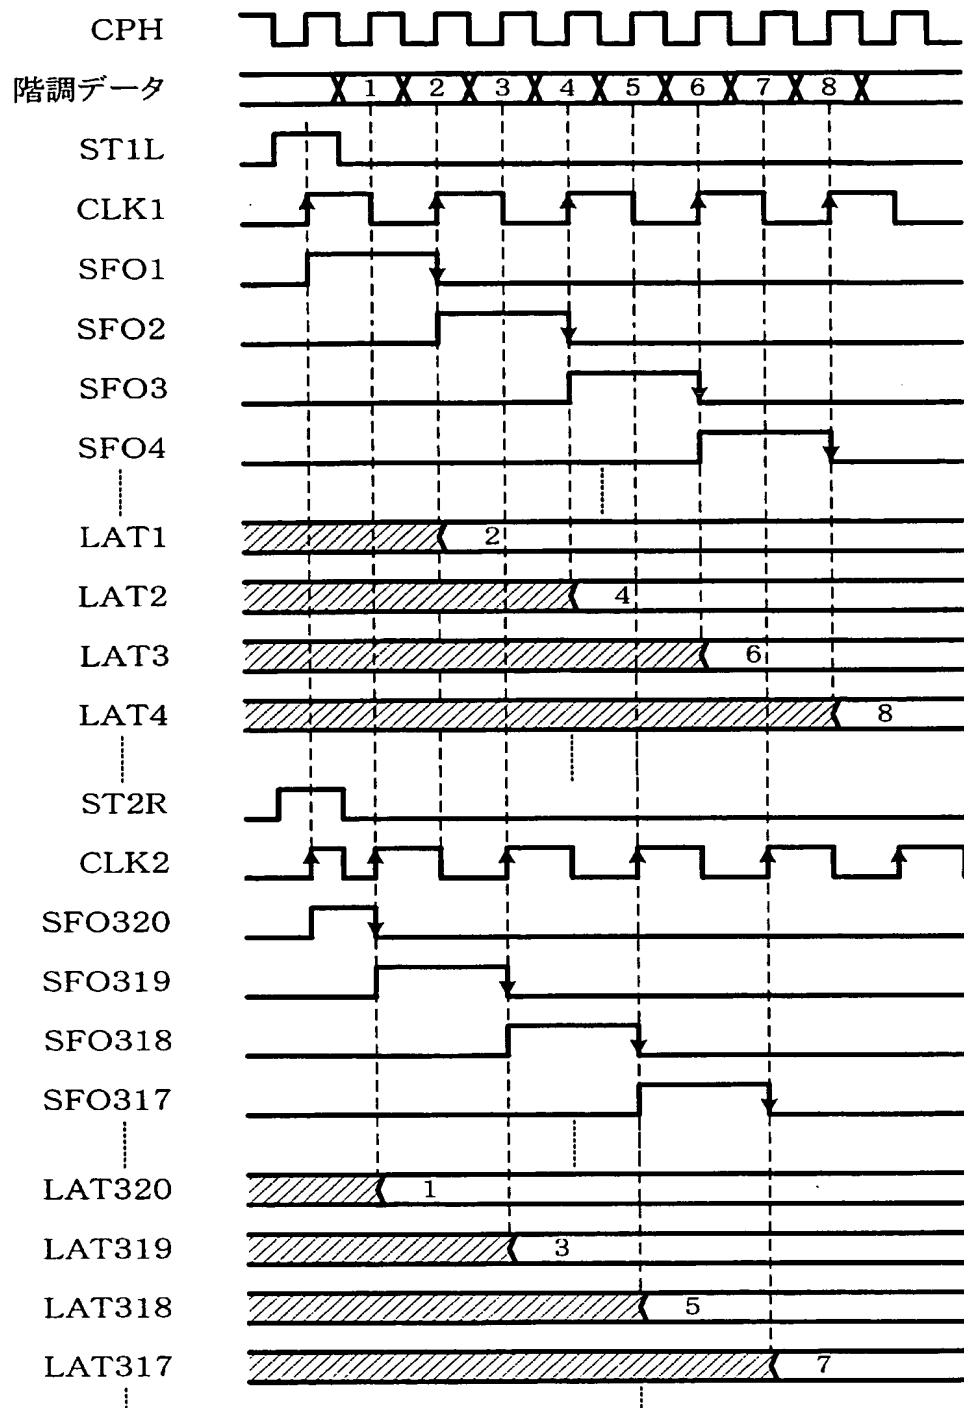 CPH
階調データ 1 2 3 4 5 6 7 8
ST1L
CLK1
SFO1
SFO2
SFO3
SFO4
LAT1 2
LAT2 4
LAT3 6
LAT4 8
ST2R
CLK2
SFO320
SFO319
SFO318
SFO317
LAT320 1
LAT319 3
LAT318 5
LAT317 7